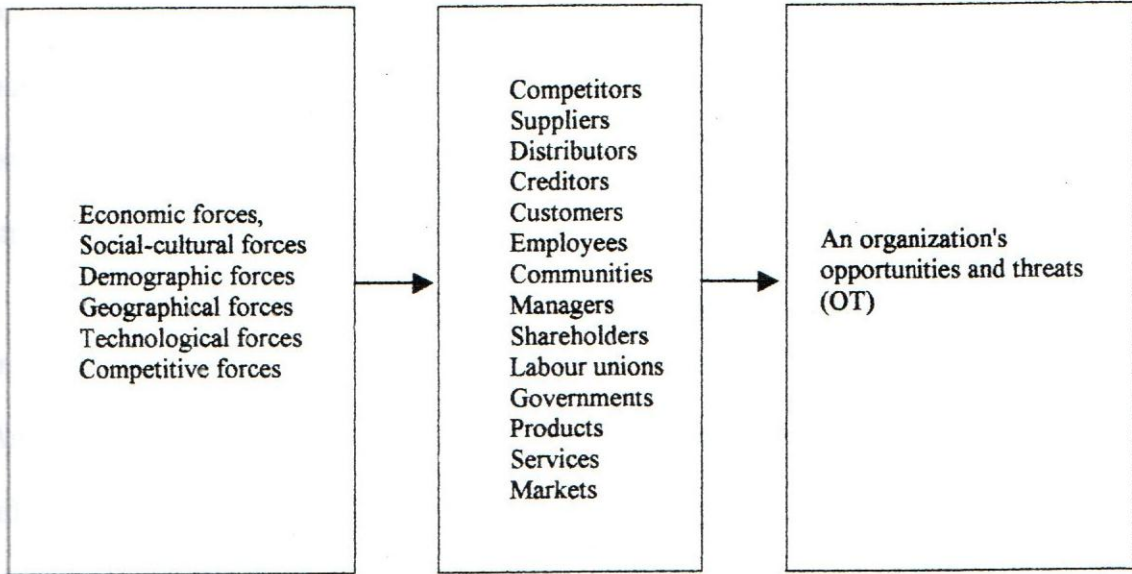 Economic forces,
Social-cultural forces
Demographic forces
Geographical forces
Technological forces
Competitive forces
Competitors
Suppliers
Distributors
Creditors
Customers
Employees
Communities
Managers
Shareholders
Labour unions
Governments
Products
Services
Markets
An organization's
opportunities and threats
(OT)